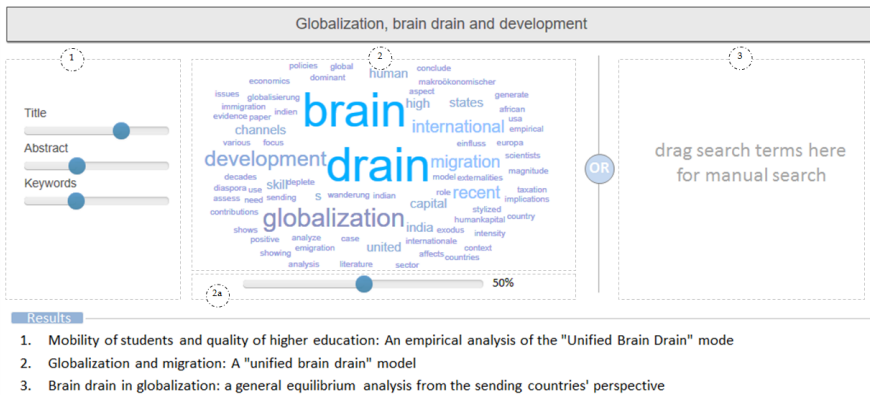 Globalization, brain drain and development
1
2
3
Title
Abstract
Keywords
policies global conclude
dominant human
economics makroökonomischer
aspect
issues globalisierung brain high states generate
immigration indien african
evidence paper usa
channels international empirical
various focus einfluss europa
development drain migration scientists
decades model externalities magnitude
diaspora use skill deplete
role recent taxation
assess need sending S wanderung indian implications
capital
contributions globalization stylized
humankapital country
shows india exodus intensity
positive analyze case united internationale
showing emigration affects context
countries
analysis literature sector
OR
drag search terms here
for manual search
2a
50%
Results
1. Mobility of students and quality of higher education: An empirical analysis of the "Unified Brain Drain" mode
2. Globalization and migration: A "unified brain drain" model
3. Brain drain in globalization: a general equilibrium analysis from the sending countries' perspective